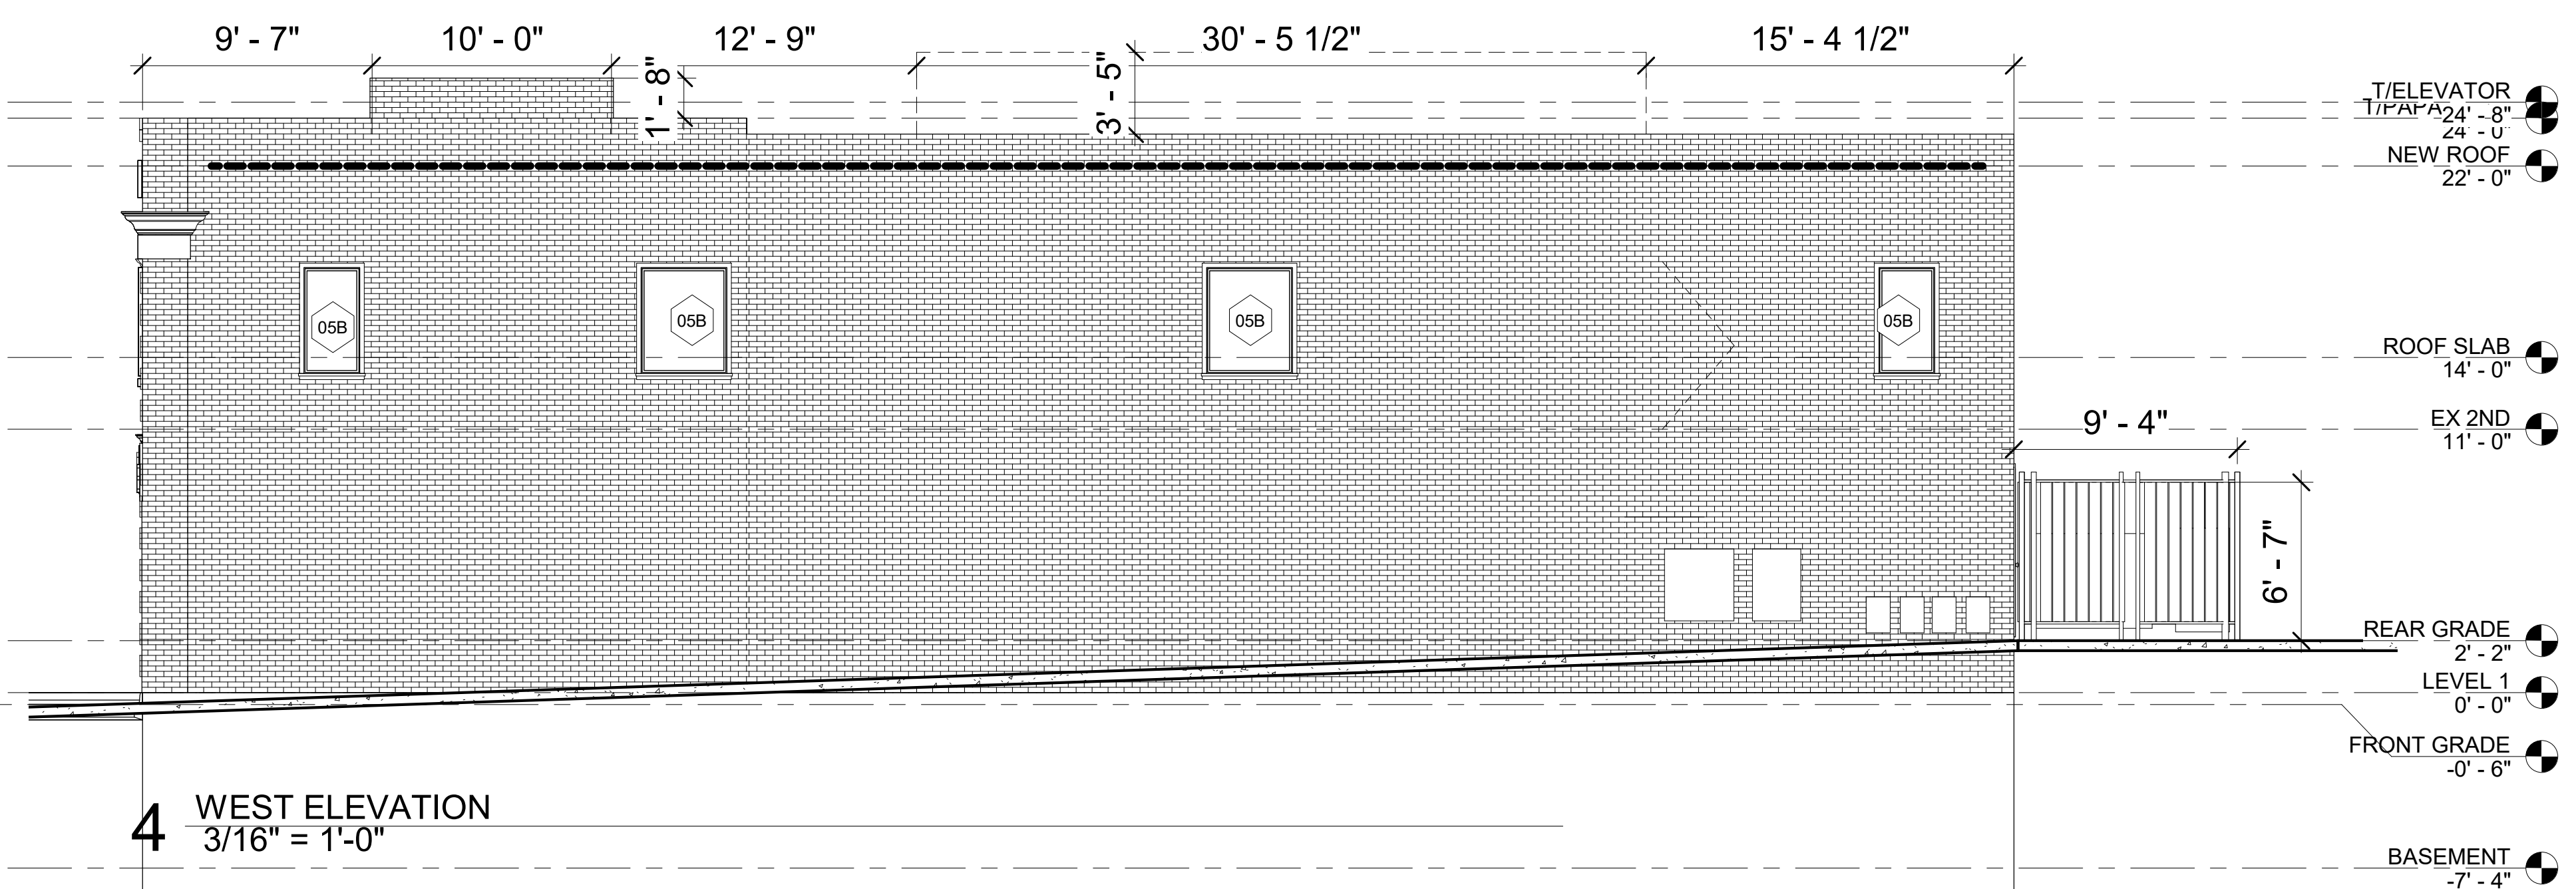 9' - 7"
10' - 0"
12' - 9"
30' - 5 1/2"
15' - 4 1/2"
1' - 8"
3' - 5"
T/ELEVATOR
24' - 8"
T/PAPA
24' - 0"
NEW ROOF
22' - 0"
05B
05B
05B
05B
ROOF SLAB
14' - 0"
EX 2ND
11' - 0"
9' - 4"
6' - 7"
REAR GRADE
2' - 2"
LEVEL 1
0' - 0"
FRONT GRADE
-0' - 6"
4
WEST ELEVATION
3/16" = 1'-0"
BASEMENT
-7' - 4"